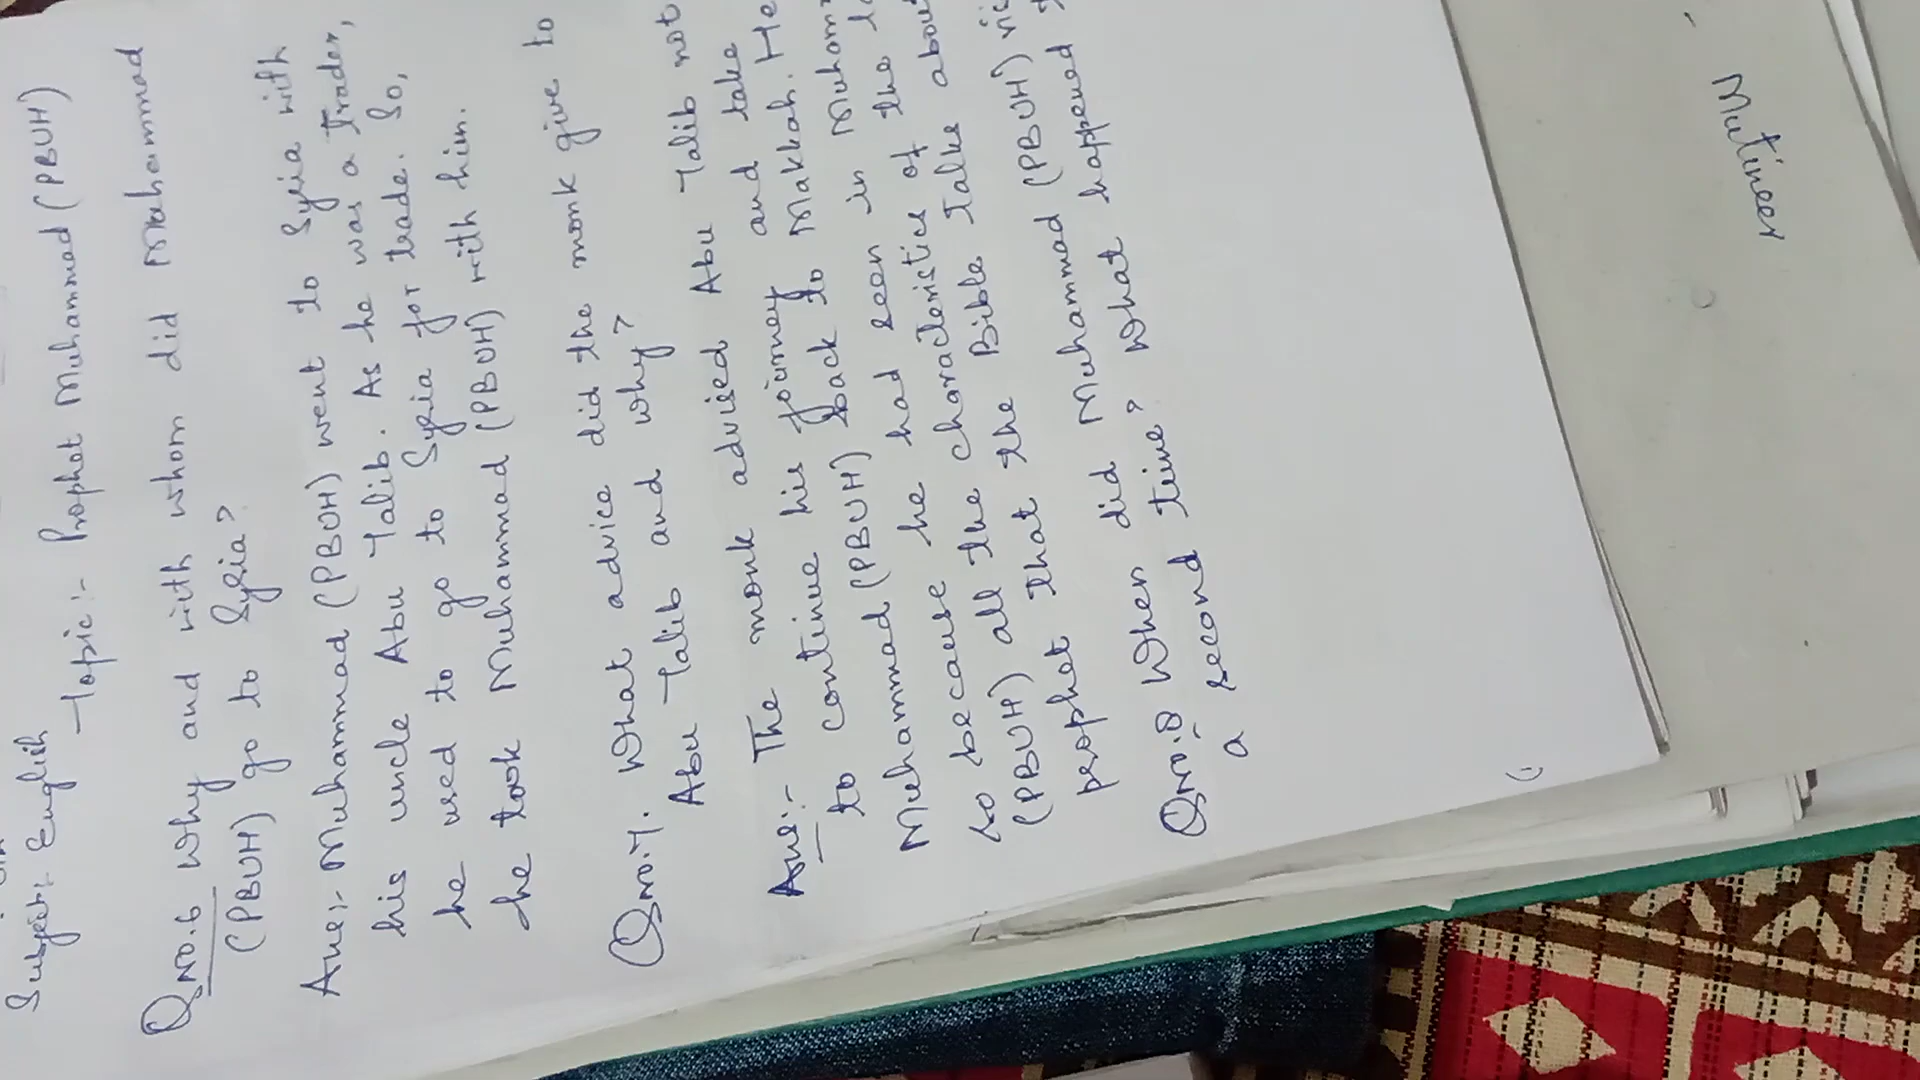 Subject:- English
Topic:- Prophet Muhammad (PBUH)
Q no.6 Why and with whom did Muhammad
(PBUH) go to Syria?
Ans:- Muhammad (PBUH) went to Syria with
his uncle Abu Talib. As he was a trader,
he used to go to Syria for trade. So,
he took Muhammad (PBUH) with him.
Q no.7. What advice did the monk give to
Abu Talib and why?
Abu Talib not
Ans:- The monk advised Abu Talib not
to continue his journey and take
Muhammad (PBUH) back to Makkah. He
so because he had seen in Muham
(PBUH) all the characteristics of the
prophet that the Bible talks about
Q no.8 When did Muhammad (PBUH)
a second time? What happened
Mutineer